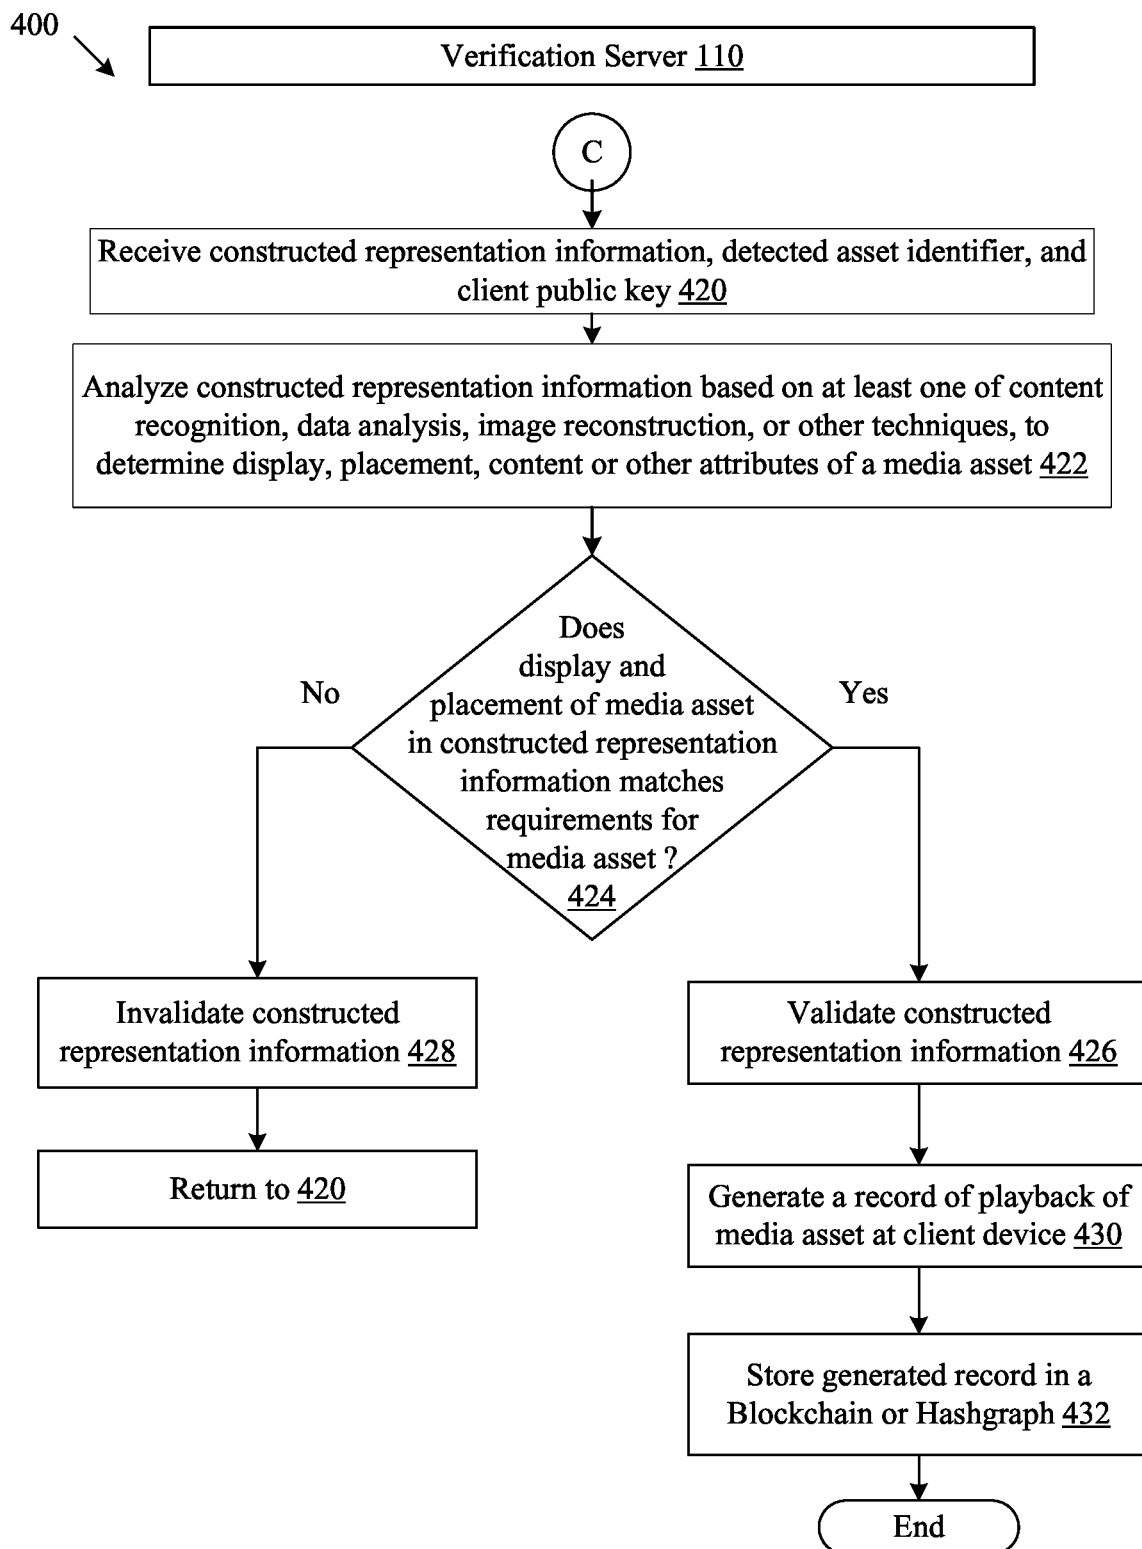 400
Verification Server 110
C
Receive constructed representation information, detected asset identifier, and
client public key 420
Analyze constructed representation information based on at least one of content
recognition, data analysis, image reconstruction, or other techniques, to
determine display, placement, content or other attributes of a media asset 422
Does
display and
placement of media asset
in constructed representation
information matches
requirements for
media asset ?
424
No
Yes
Invalidate constructed
representation information 428
Return to 420
Validate constructed
representation information 426
Generate a record of playback of
media asset at client device 430
Store generated record in a
Blockchain or Hashgraph 432
End